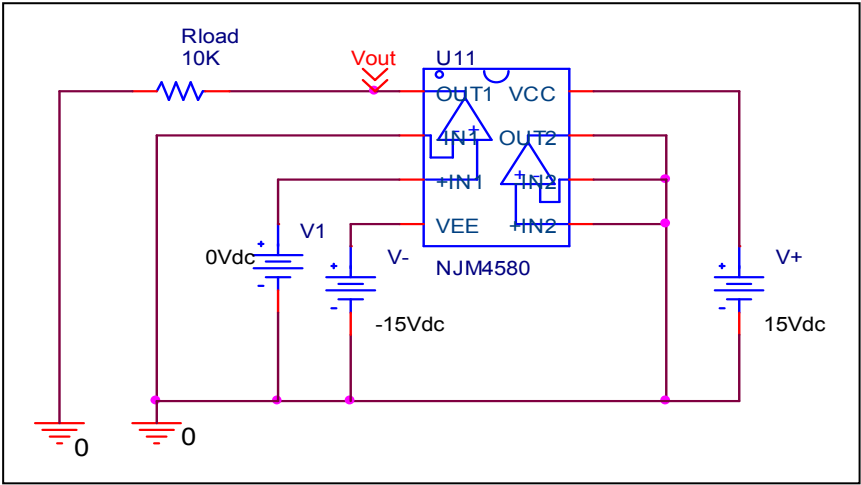 Rload
10K
Vout
U11
OUT1 VCC
-IN1 OUT2
+IN1 -IN2
VEE +IN2
NJM4580
V1
0Vdc
V-
-15Vdc
V+
15Vdc
0
0